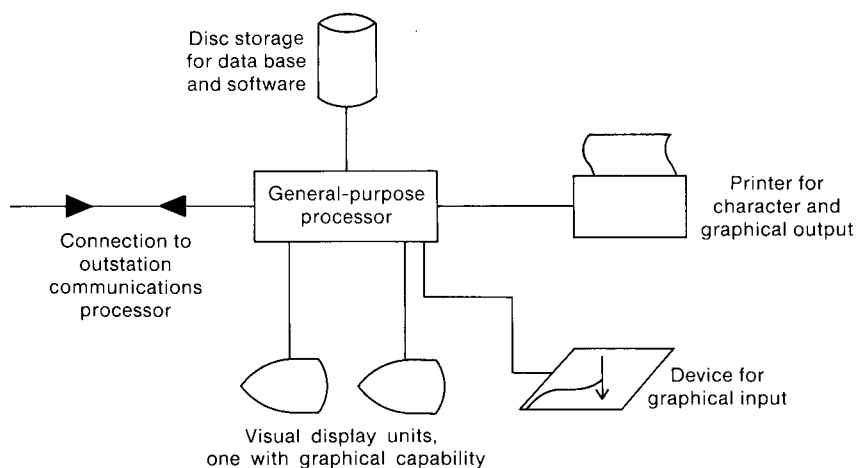 Disc storage
for data base
and software
General-purpose
processor
Printer for
character and
graphical output
Connection to
outstation
communications
processor
Device for
graphical input
Visual display units,
one with graphical capability